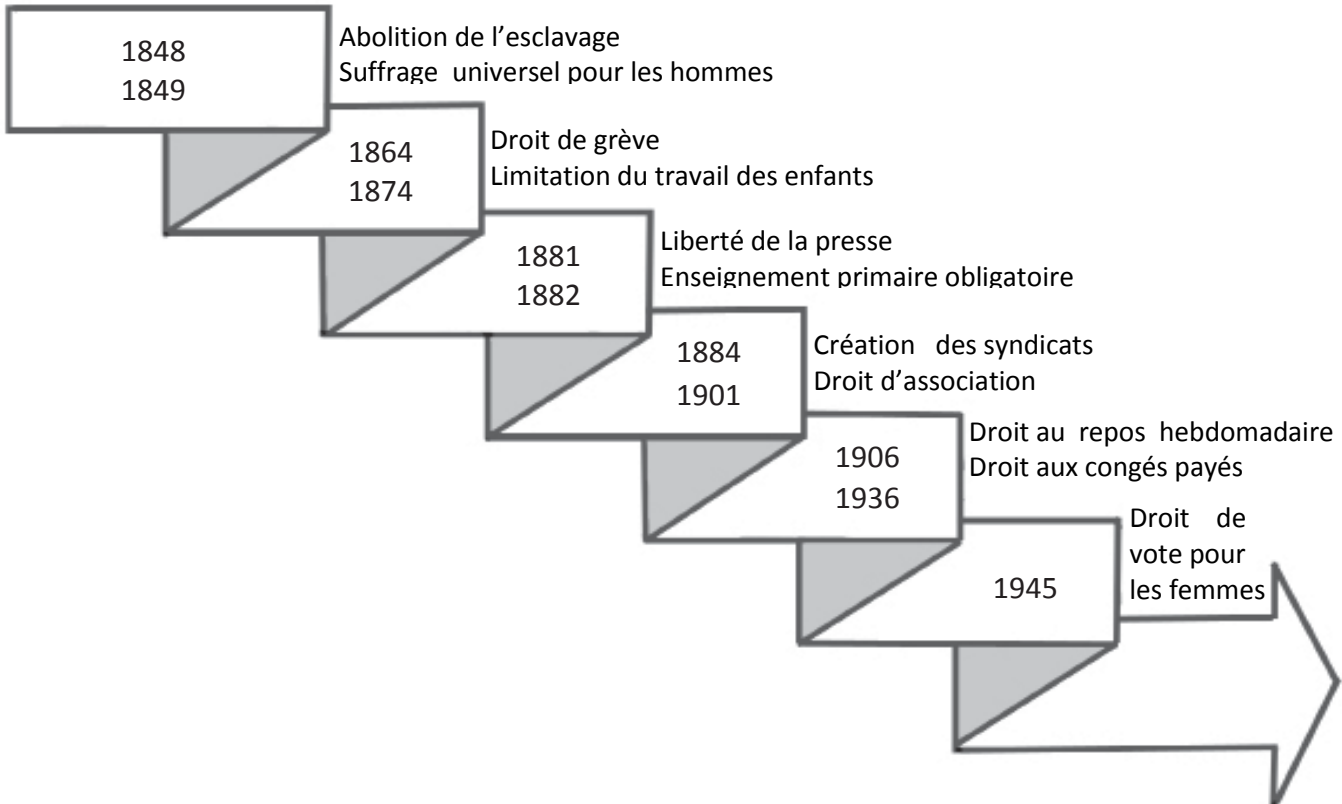 1848
1849
Abolition de l’esclavage
Suffrage universel pour les hommes
1864
1874
Droit de grève
Limitation du travail des enfants
1881
1882
Liberté de la presse
Enseignement primaire obligatoire
1884
1901
Création des syndicats
Droit d’association
1906
1936
Droit au repos hebdomadaire
Droit aux congés payés
1945
Droit de
vote pour
les femmes